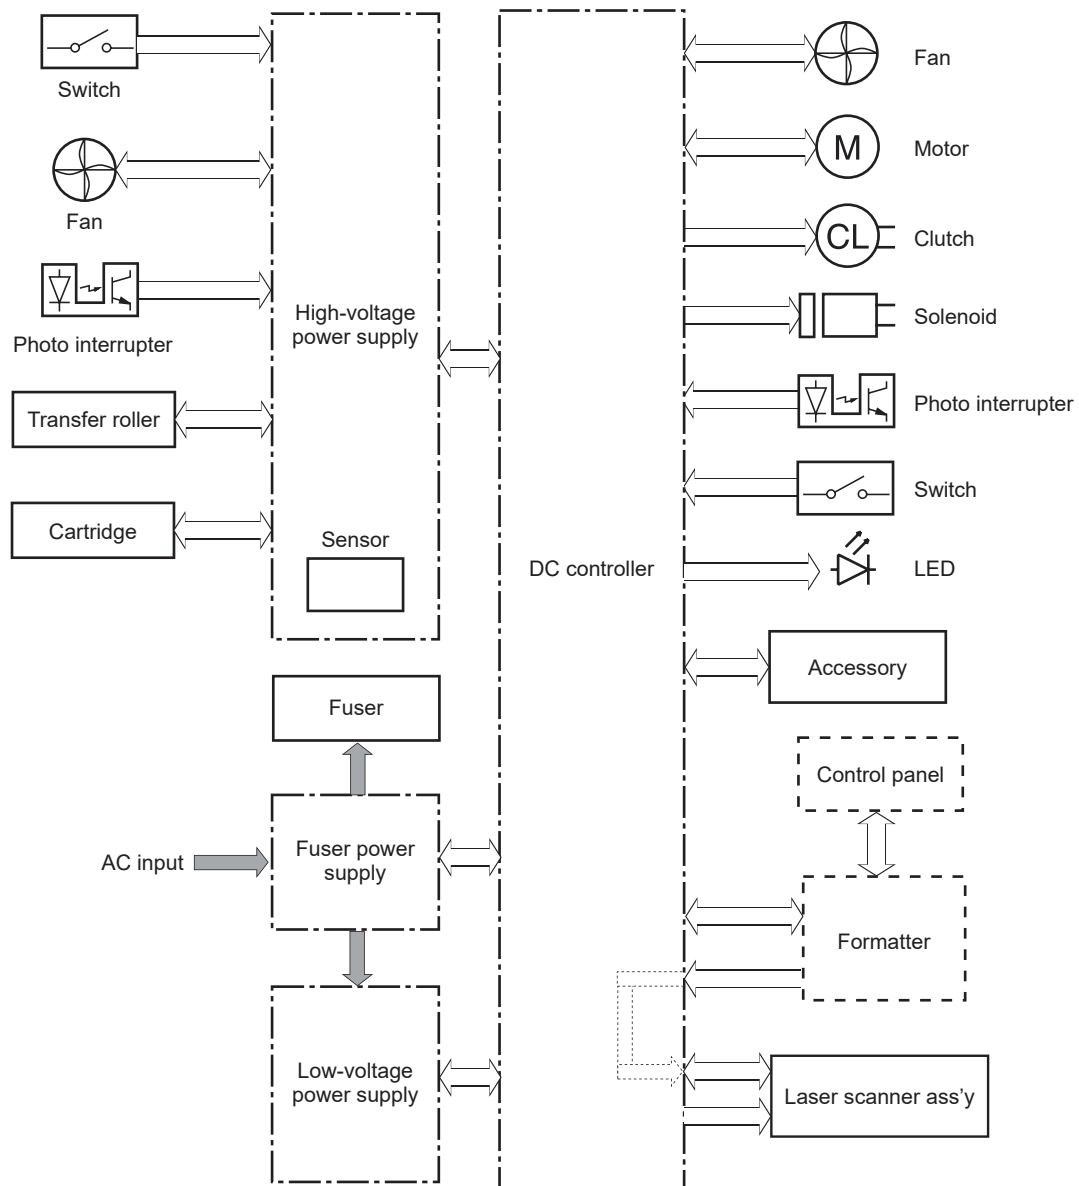 Switch
Fan
Photo interrupter
Transfer roller
Cartridge
High-voltage
power supply
Sensor
Fuser
AC input
Fuser power
supply
Low-voltage
power supply
DC controller
Fan
M
Motor
CL
Clutch
Solenoid
Photo interrupter
Switch
LED
Accessory
Control panel
Formatter
Laser scanner ass'y